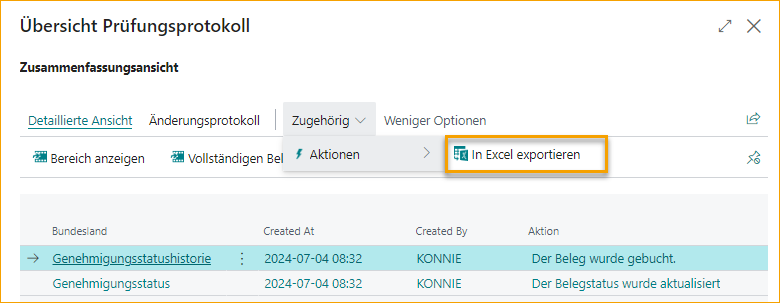 Übersicht Prüfungsprotokoll
Zusammenfassungsansicht
Detaillierte Ansicht Änderungsprotokoll Zugehörig Weniger Optionen
Bereich anzeigen Vollständigen Bel Aktionen In Excel exportieren
Bundesland Created At Created By Aktion
Genehmigungsstatushistorie 2024-07-04 08:32 KONNIE Der Beleg wurde gebucht.
Genehmigungsstatus 2024-07-04 08:32 KONNIE Der Belegstatus wurde aktualisiert